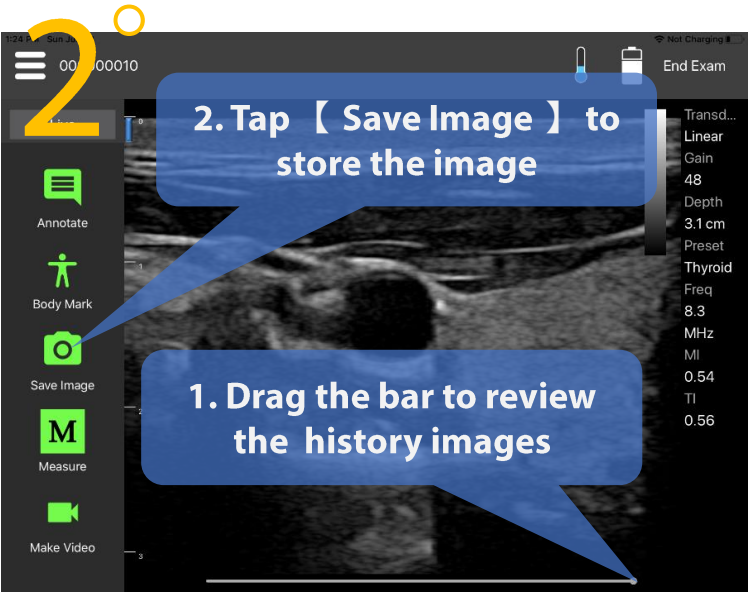 2°
1:24 P Sun Ju
Not Charging
00 000010
End Exam
2. Tap 【 Save Image 】 to
store the image
Transd...
Linear
Gain
48
Depth
3.1 cm
Preset
Thyroid
Freq
8.3
MHz
MI
0.54
TI
0.56
Annotate
Body Mark
Save Image
M
Measure
Make Video
0
1
2
3
1. Drag the bar to review
the history images